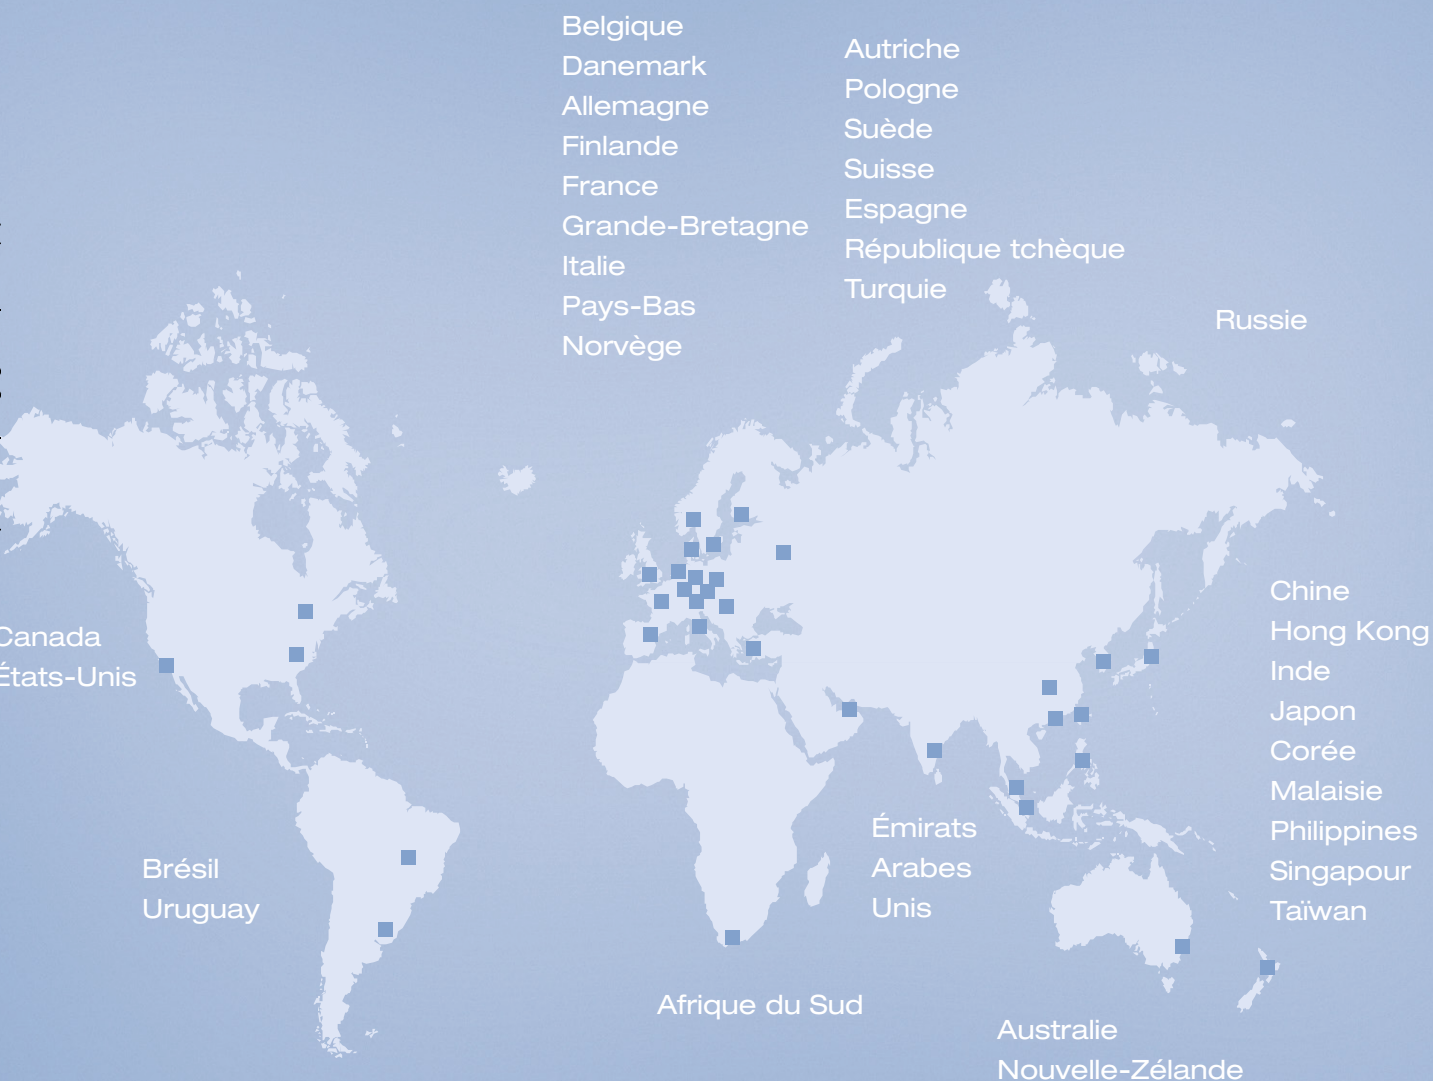 Belgique
Danemark
Allemagne
Finlande
France
Grande-Bretagne
Italie
Pays-Bas
Norvège
Autriche
Pologne
Suède
Suisse
Espagne
République tchèque
Turquie
Russie
Canada
États-Unis
Chine
Hong Kong
Inde
Japon
Corée
Malaisie
Philippines
Singapour
Taïwan
Brésil
Uruguay
Émirats
Arabes
Unis
Afrique du Sud
Australie
Nouvelle-Zélande